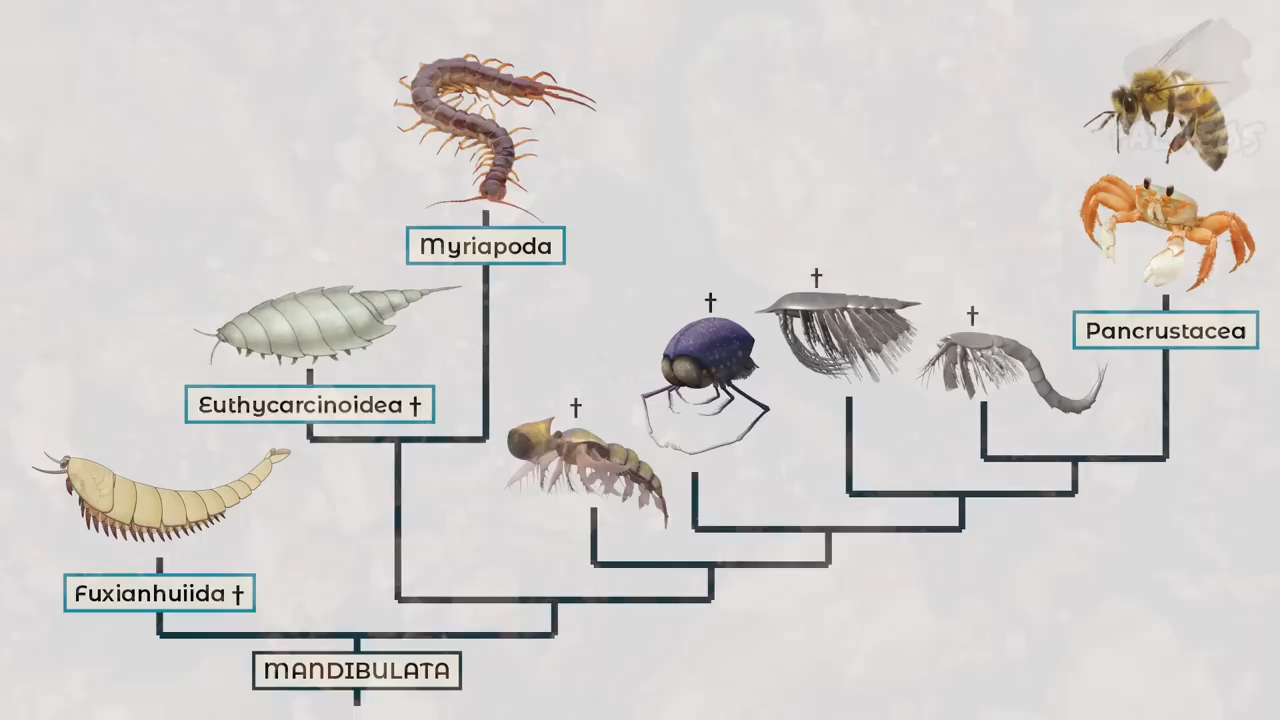 Myriapoda
†
†
†
Pancrustacea
Euthycarcinoidea †
†
Fuxianhuiida †
MANDIBULATA